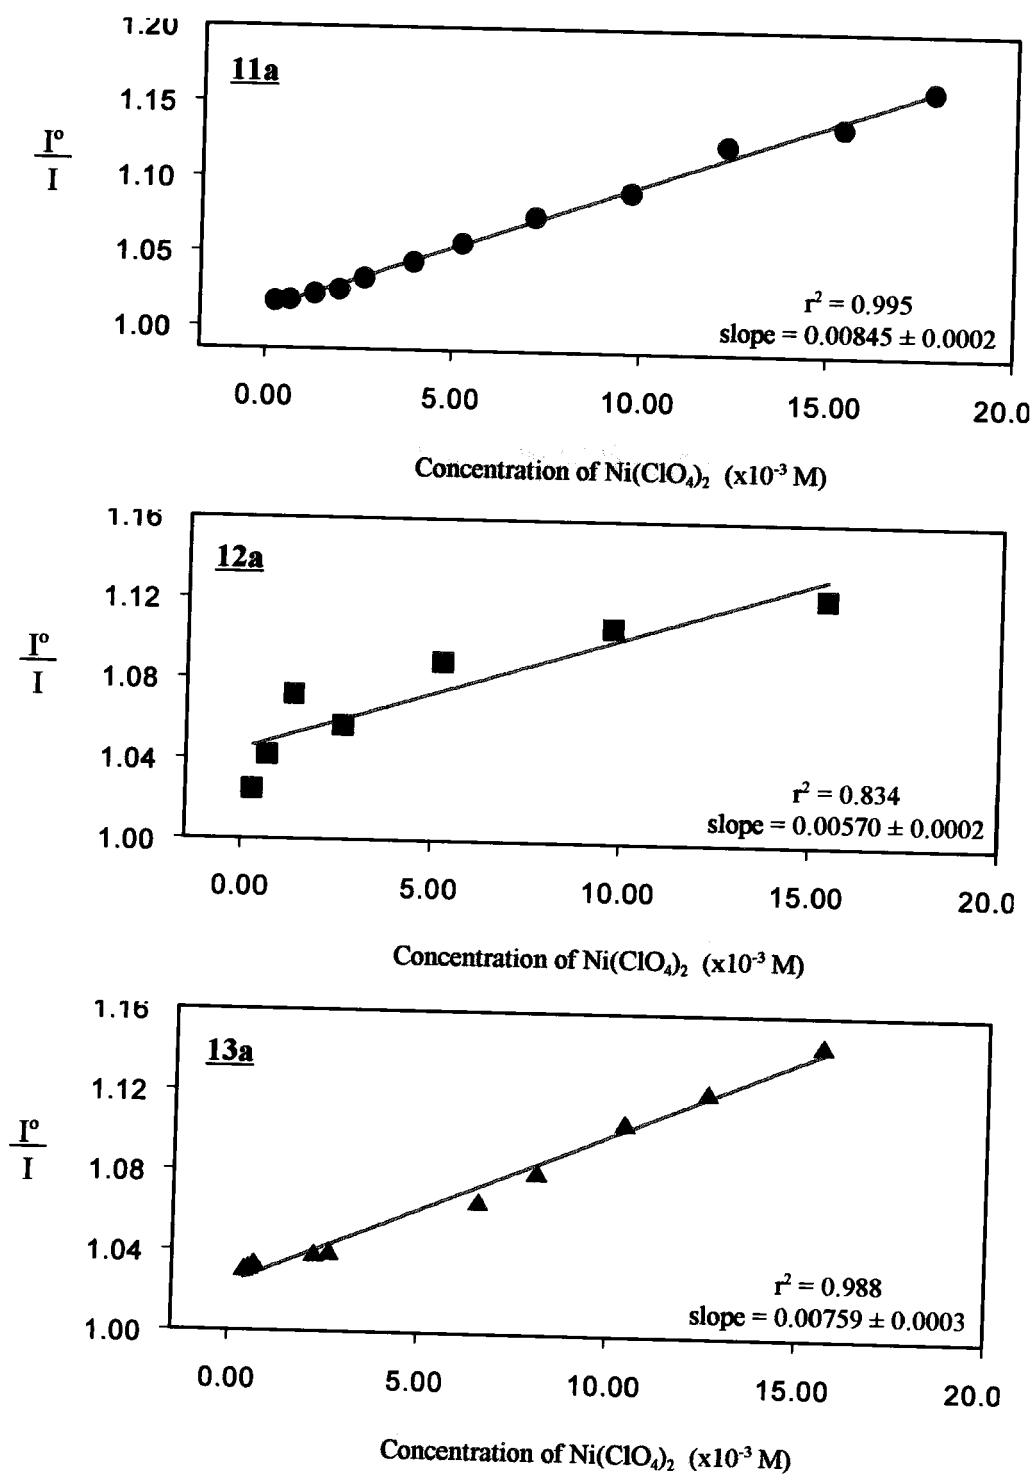 1.20
11a
1.15
I°
I
1.10
1.05
1.00
r² = 0.995
slope = 0.00845 ± 0.0002
0.00 5.00 10.00 15.00 20.0
Concentration of Ni(ClO₄)₂ (x10⁻³ M)
1.16
12a
1.12
I°
I
1.08
1.04
1.00
r² = 0.834
slope = 0.00570 ± 0.0002
0.00 5.00 10.00 15.00 20.0
Concentration of Ni(ClO₄)₂ (x10⁻³ M)
1.16
13a
1.12
I°
I
1.08
1.04
1.00
r² = 0.988
slope = 0.00759 ± 0.0003
0.00 5.00 10.00 15.00 20.0
Concentration of Ni(ClO₄)₂ (x10⁻³ M)